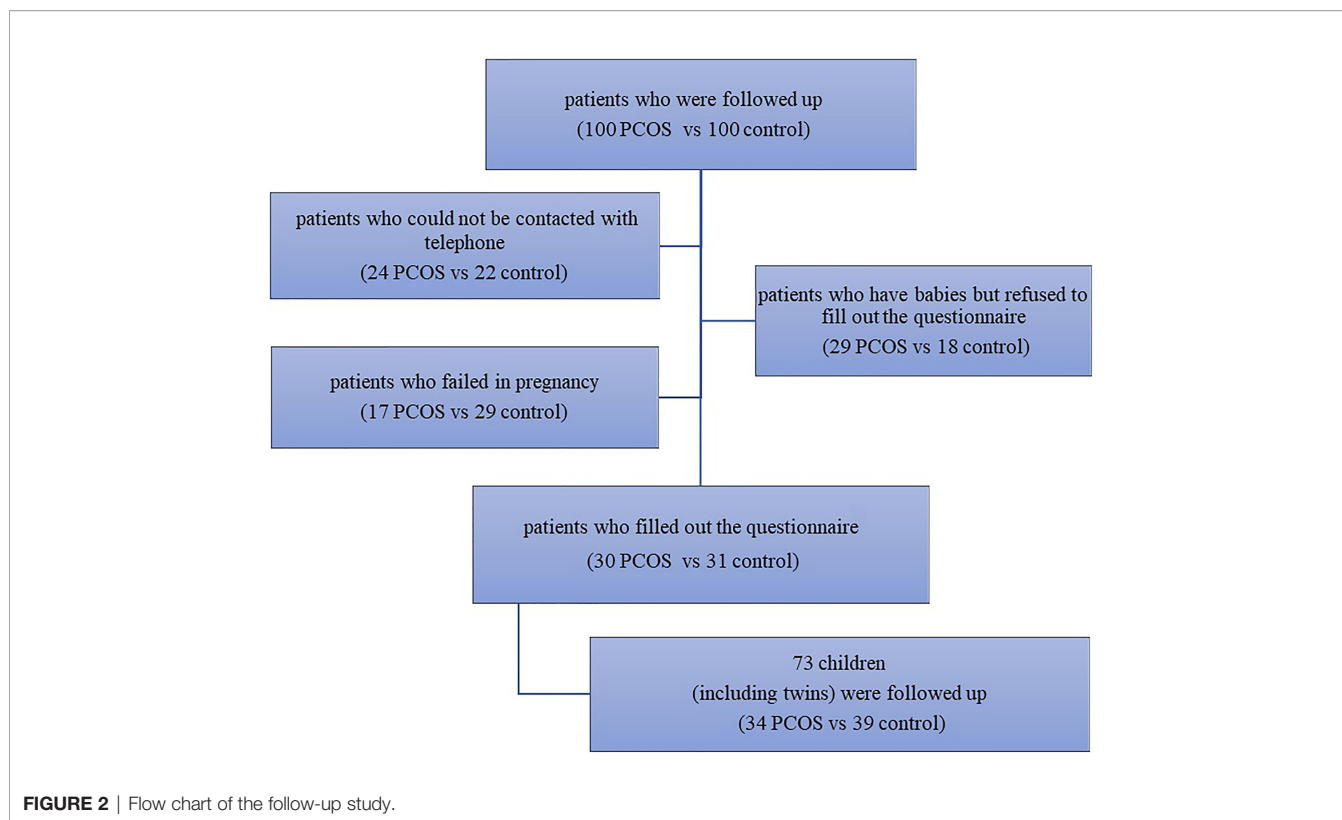 patients who were followed up
(100 PCOS vs 100 control)
patients who could not be contacted with
telephone
(24 PCOS vs 22 control)
patients who have babies but refused to
fill out the questionnaire
(29 PCOS vs 18 control)
patients who failed in pregnancy
(17 PCOS vs 29 control)
patients who filled out the questionnaire
(30 PCOS vs 31 control)
73 children
(including twins) were followed up
(34 PCOS vs 39 control)
FIGURE 2 | Flow chart of the follow-up study.